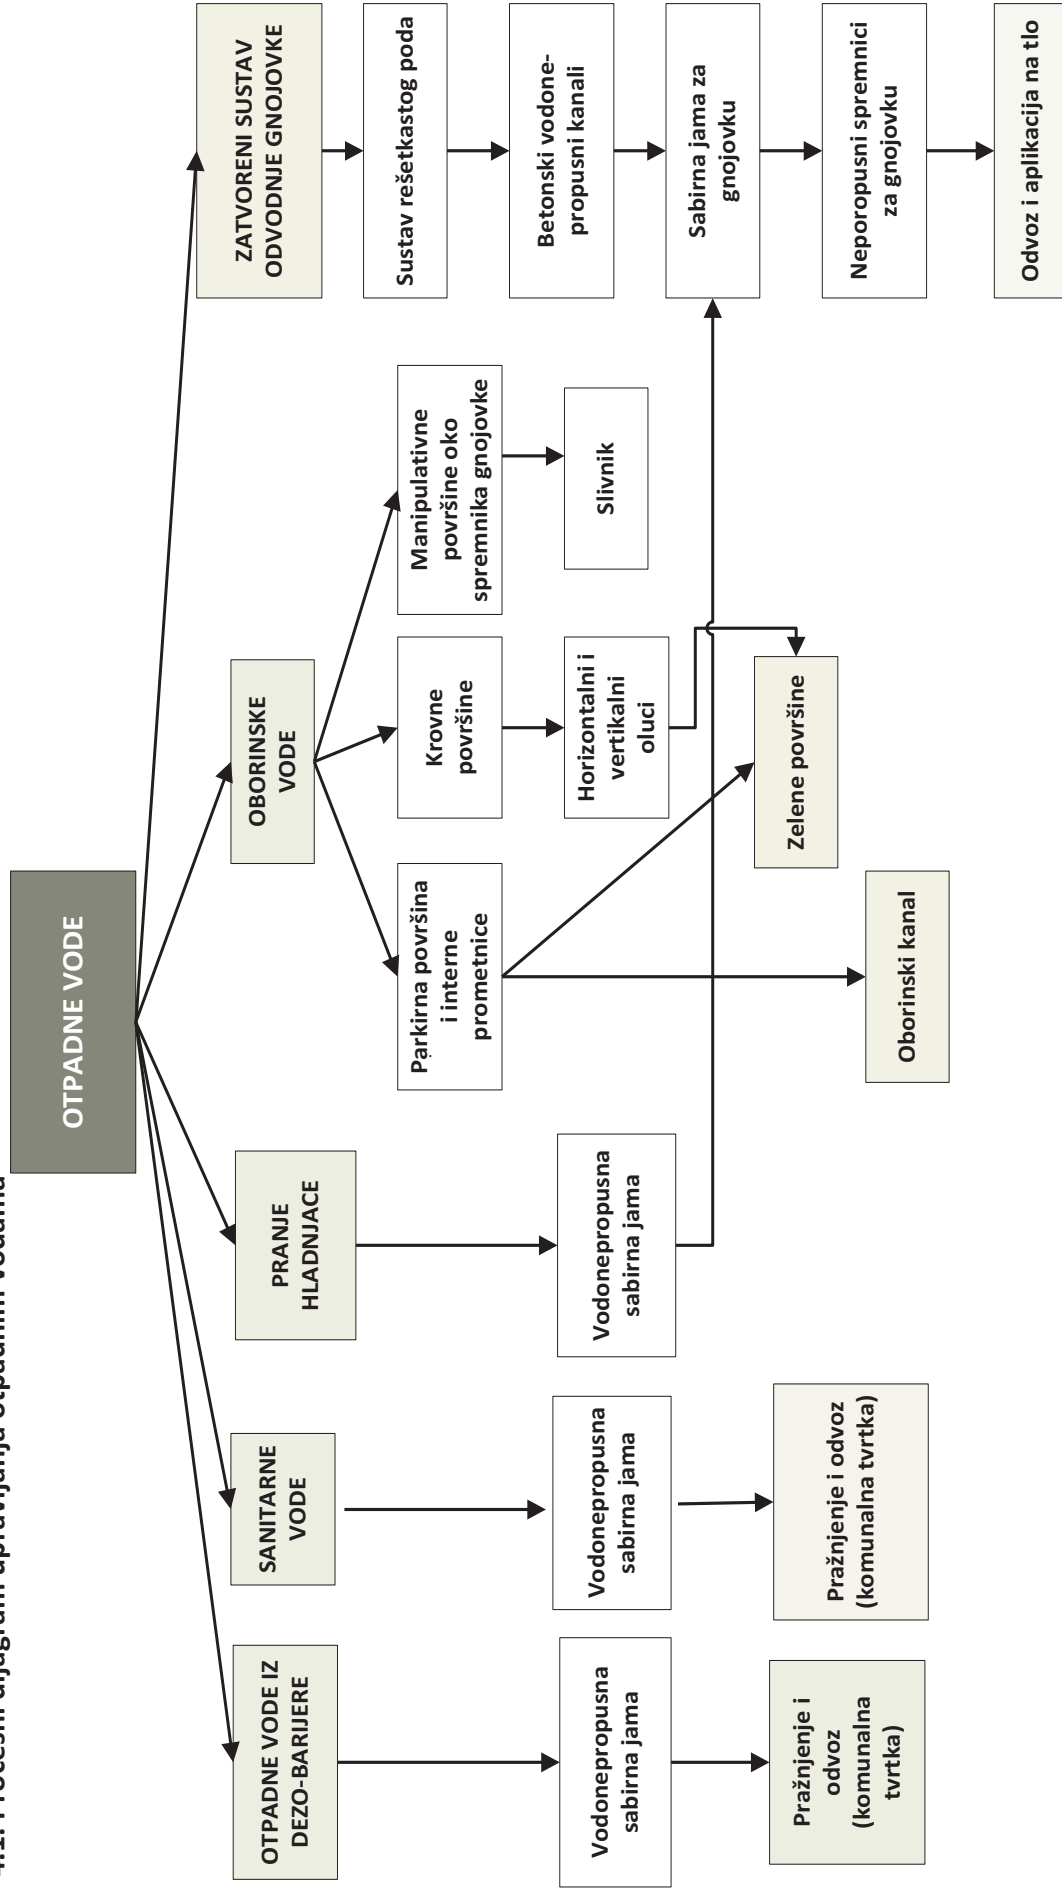 4.1. Procesni dijagram upravljanja otpadnim vodama
OTPADNE VODE
OTPADNE VODE IZ
DEZO-BARIJERE
SANITARNE
VODE
PRANJE
HLADNJACE
OBORINSKE
VODE
ZATVORENI SUSTAV
ODVODNJE GNOJOVKE
Vodonepropusna
sabirna jama
Pražnjenje i
odvoz
(komunalna
tvrtka)
Vodonepropusna
sabirna jama
Pražnjenje i odvoz
(komunalna tvrtka)
Vodonepropusna
sabirna jama
Parkirna površina
i interne
prometnice
Oborinski kanal
Krovne
površine
Horizontalni i
vertikalni
oluci
Zelene površine
Manipulativne
površine oko
spremnika gnojovke
Slivnik
Sustav rešetkastog poda
Betonski vodone-
propusni kanali
Sabirna jama za
gnojovku
Neporopusni spremnici
za gnojovku
Odvoz i aplikacija na tlo